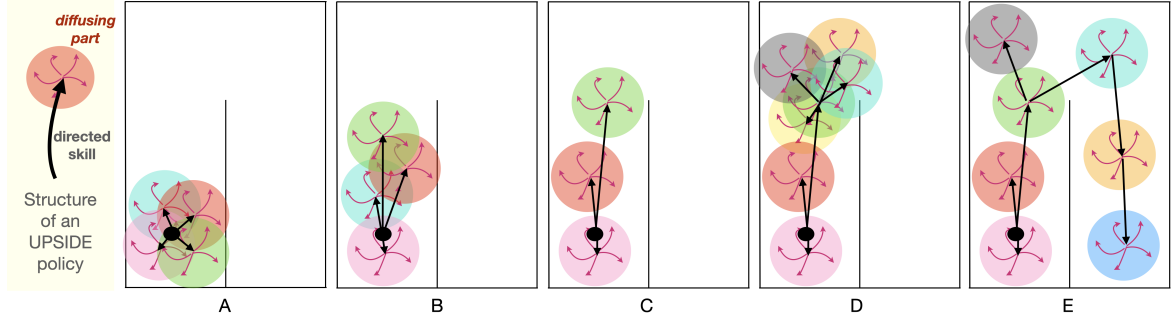 diffusing
part
directed
skill
Structure
of an
UPSIDE
policy
A
B
C
D
E